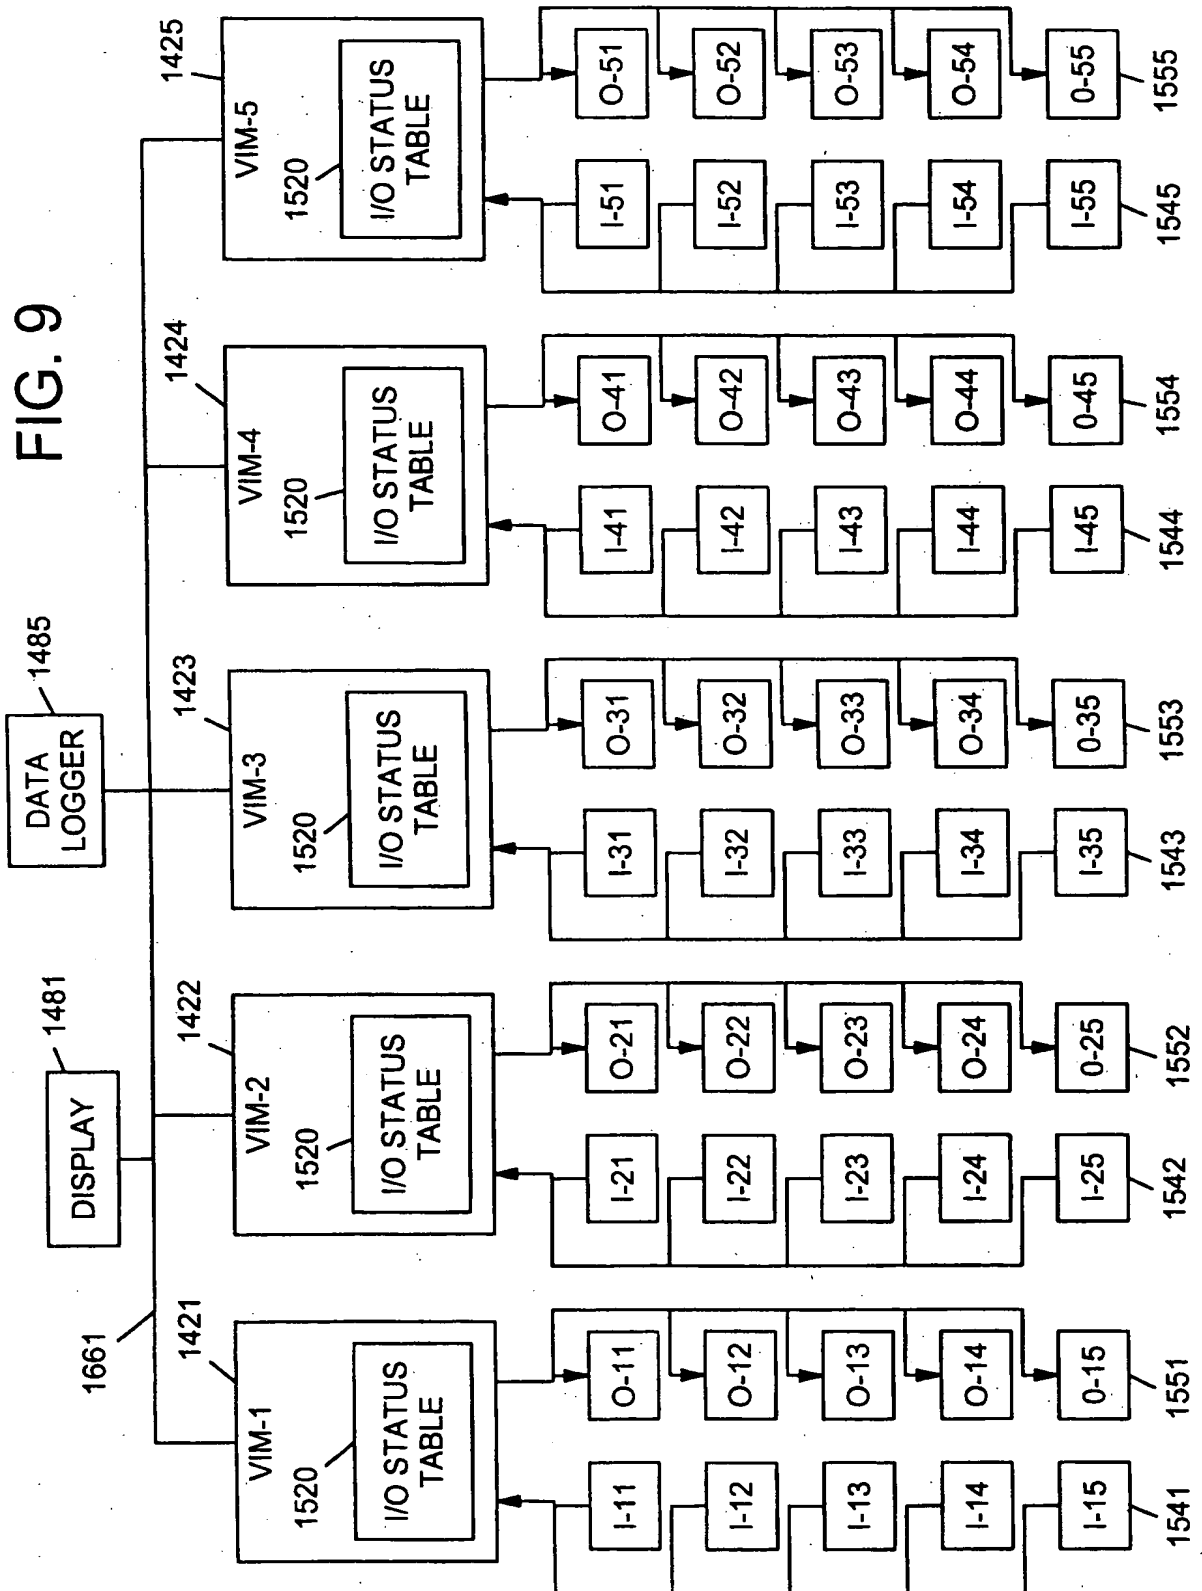 FIG. 9
DISPLAY
1481
DATA
LOGGER
1485
1661
1421
VIM-1
1520
I/O STATUS
TABLE
1422
VIM-2
1520
I/O STATUS
TABLE
1423
VIM-3
1520
I/O STATUS
TABLE
1424
VIM-4
1520
I/O STATUS
TABLE
1425
VIM-5
1520
I/O STATUS
TABLE
I-11
O-11
I-21
O-21
I-31
O-31
I-41
O-41
I-51
O-51
I-12
O-12
I-22
O-22
I-32
O-32
I-42
O-42
I-52
O-52
I-13
O-13
I-23
O-23
I-33
O-33
I-43
O-43
I-53
O-53
I-14
O-14
I-24
O-24
I-34
O-34
I-44
O-44
I-54
O-54
I-15
0-15
I-25
0-25
I-35
0-35
I-45
0-45
I-55
0-55
1541
1551
1542
1552
1543
1553
1544
1554
1545
1555